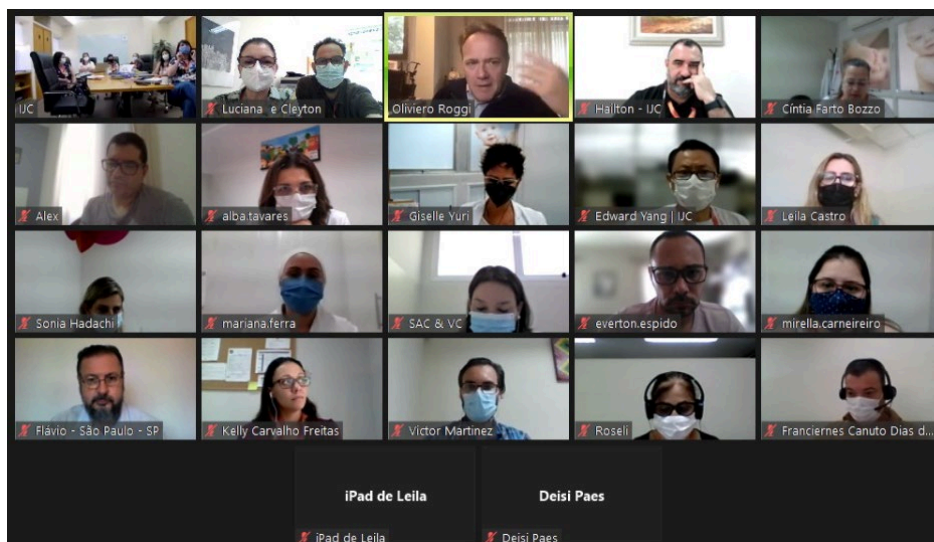 IJC
Luciana e Cleyton
Oliviero Roggi
Hailton - IJC
Cíntia Farto Bozzo
Alex
alba.tavares
Giselle Yuri
Edward Yang | IJC
Leila Castro
Sonia Hadachi
mariana.ferra
SAC & VC
everton.espido
mirella.carneireiro
Flávio - São Paulo - SP
Kelly Carvalho Freitas
Victor Martinez
Roseli
Franciernes Canuto Dias d...
iPad de Leila
Deisi Paes
iPad de Leila
Deisi Paes